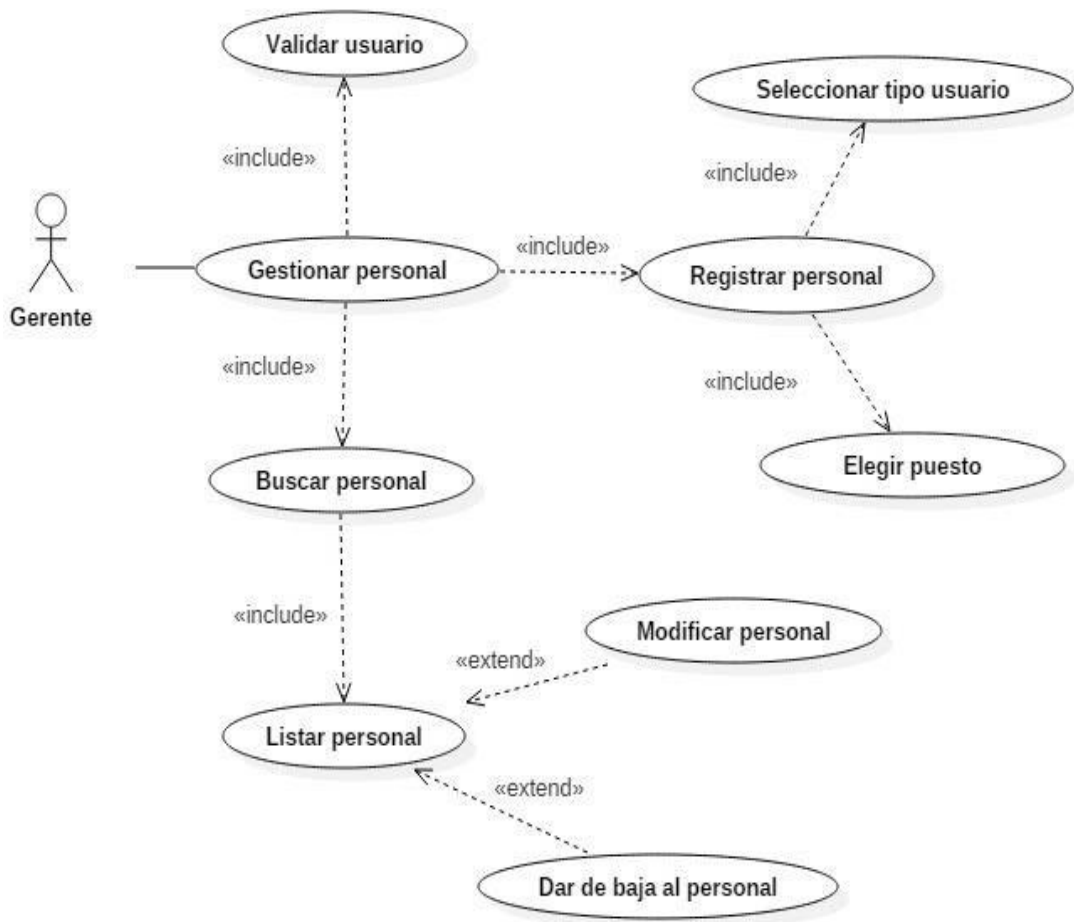 Validar usuario
Seleccionar tipo usuario
«include»
«include»
Gerente
Gestionar personal
«include»
Registrar personal
«include»
«include»
Buscar personal
Elegir puesto
«include»
Modificar personal
«extend»
Listar personal
«extend»
Dar de baja al personal